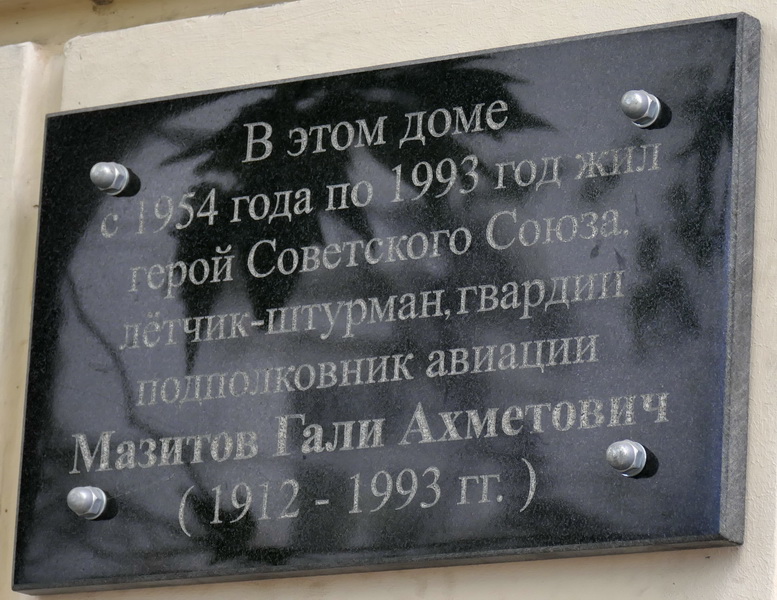 В этом доме
с 1954 года по 1993 год жил
герой Советского Союза,
лётчик-штурман, гвардии
подполковник авиации
Мазитов Гали Ахметович
( 1912 - 1993 гг. )